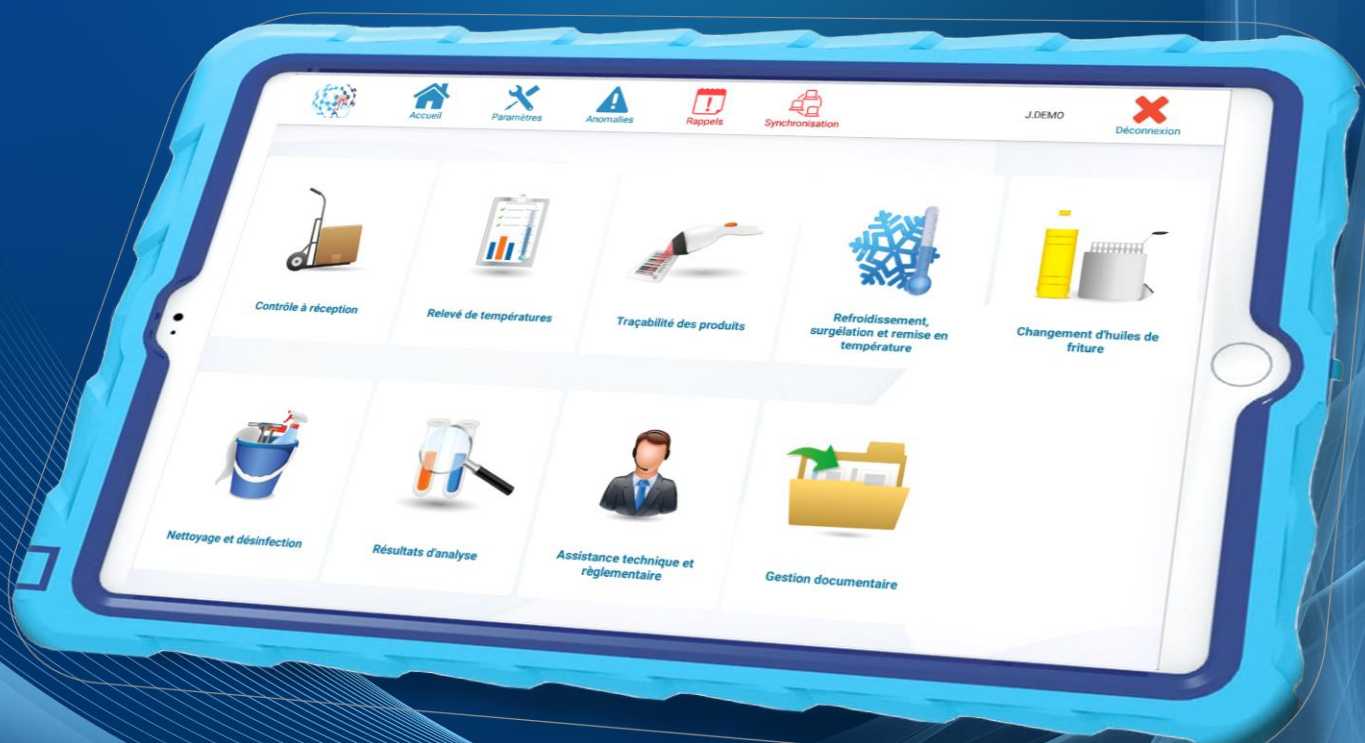 Accueil
Paramètres
Anomalies
Rappels
Synchronisation
J.DEMO
Déconnexion
Contrôle à réception
Relevé de températures
Traçabilité des produits
Refroidissement,
surgélation et remise en
température
Changement d'huiles de
friture
Nettoyage et désinfection
Résultats d'analyse
Assistance technique et
règlementaire
Gestion documentaire